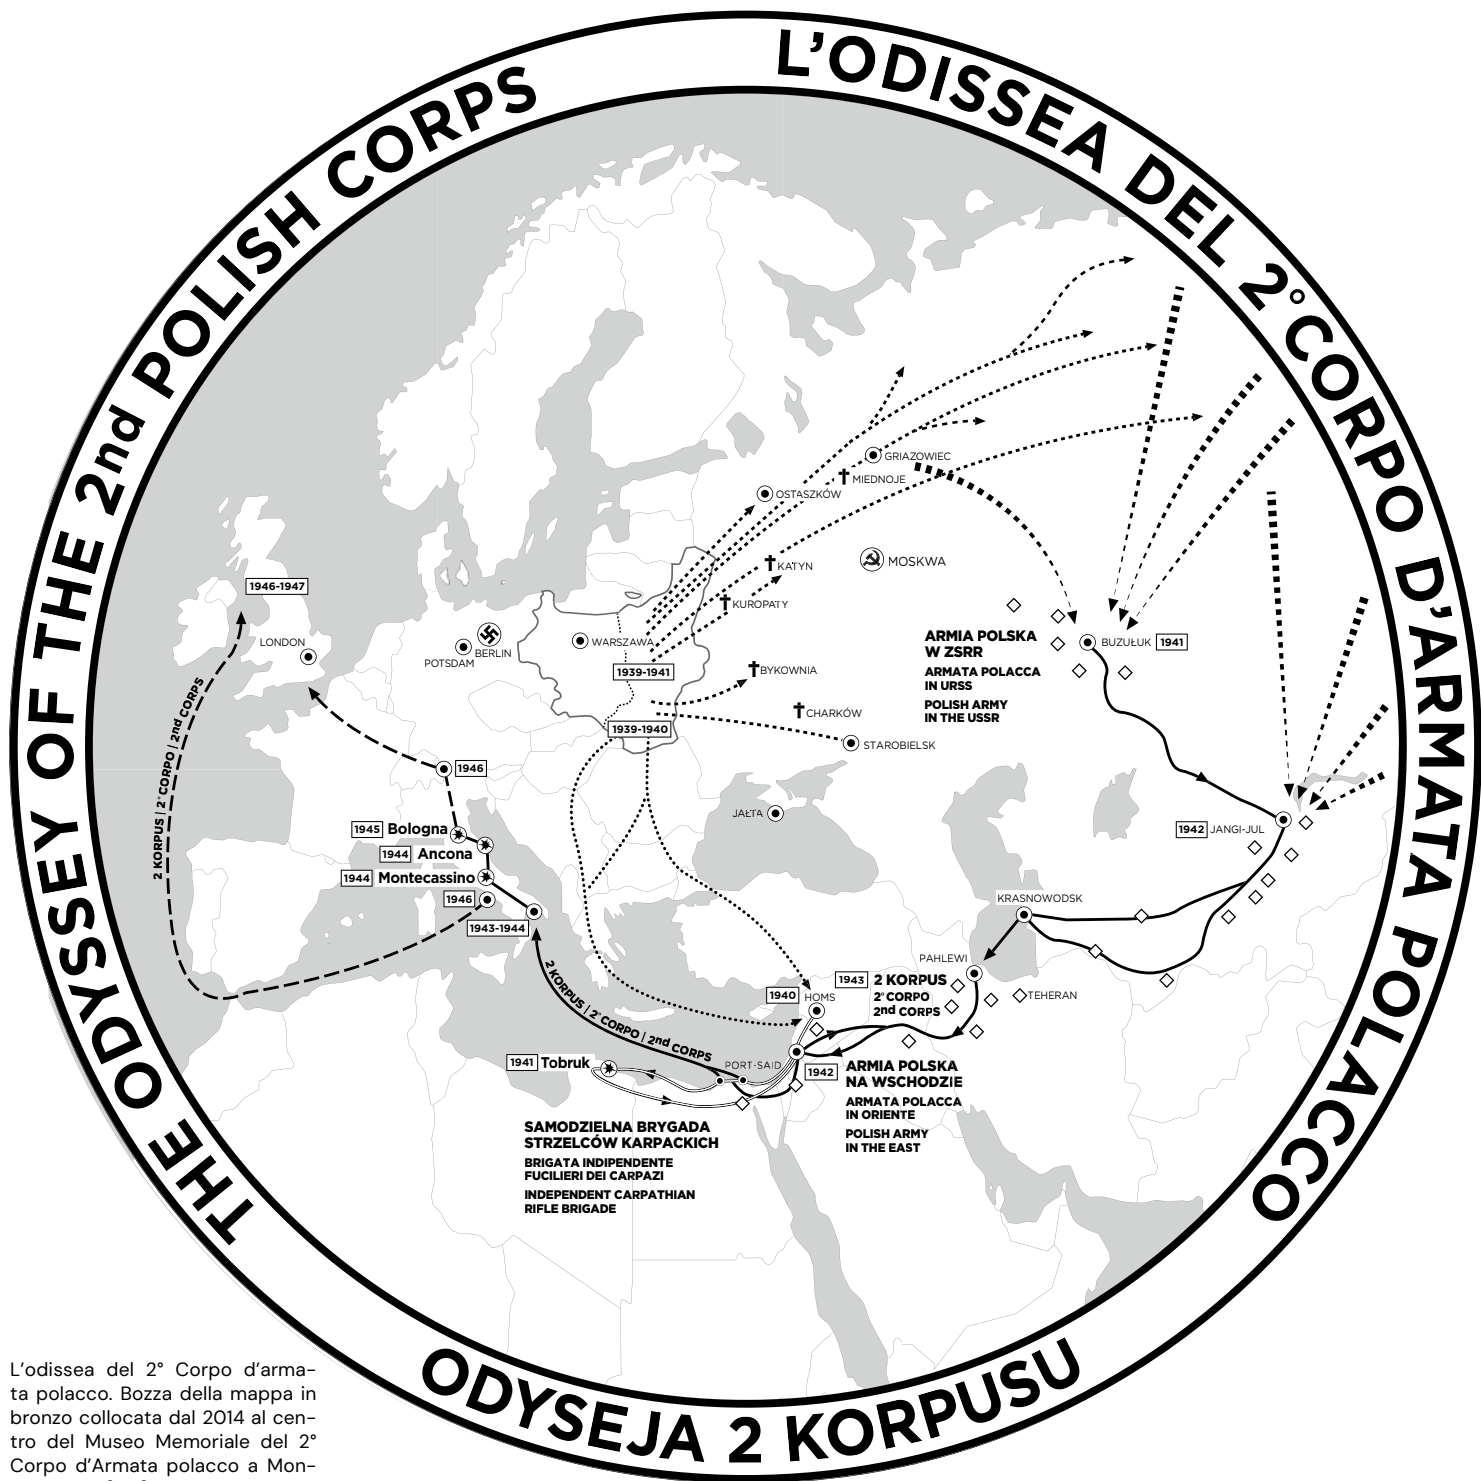 THE ODYSSEY OF THE 2nd POLISH CORPS
L'ODISSEA DEL 2° CORPO D'ARMATA POLACCO
GRIAZOWIEC
MIEDNOJE
OSTASZKÓW
KATYN
MOSKWA
1946-1947
KUROPATY
LONDON
WARSZAWA
BERLIN
POTSDAM
ARMIA POLSKA
W ZSRR
ARMATA POLACCA
IN URSS
POLISH ARMY
IN THE USSR
BUZUŁUK 1941
1939-1941
BYKOWNIA
CHARKÓW
1939-1940
STAROBIELSK
2 KORPUS | 2° CORPO | 2nd CORPS
1946
JAŁTA
1945 Bologna
1942 JANGI-JUL
1944 Ancona
1944 Montecassino
1946
KRASNOWODSK
1943-1944
PAHLEWI
1943 2 KORPUS
2° CORPO
2nd CORPS
1940 HOMS
TEHERAN
2 KORPUS | 2° CORPO | 2nd CORPS
1941 Tobruk
PORT-SAID
1942
ARMIA POLSKA
NA WSCHODZIE
ARMATA POLACCA
IN ORIENTE
POLISH ARMY
IN THE EAST
SAMODZIELNA BRYGADA
STRZELCÓW KARPACKICH
BRIGATA INDIPENDENTE
FUCILIERI DEI CARPAZI
INDEPENDENT CARPATHIAN
RIFLE BRIGADE
ODYSEJA 2 KORPUSU
L'odissea del 2° Corpo d'arma-
ta polacco. Bozza della mappa in
bronzo collocata dal 2014 al cen-
tro del Museo Memoriale del 2°
Corpo d'Armata polacco a Mon-